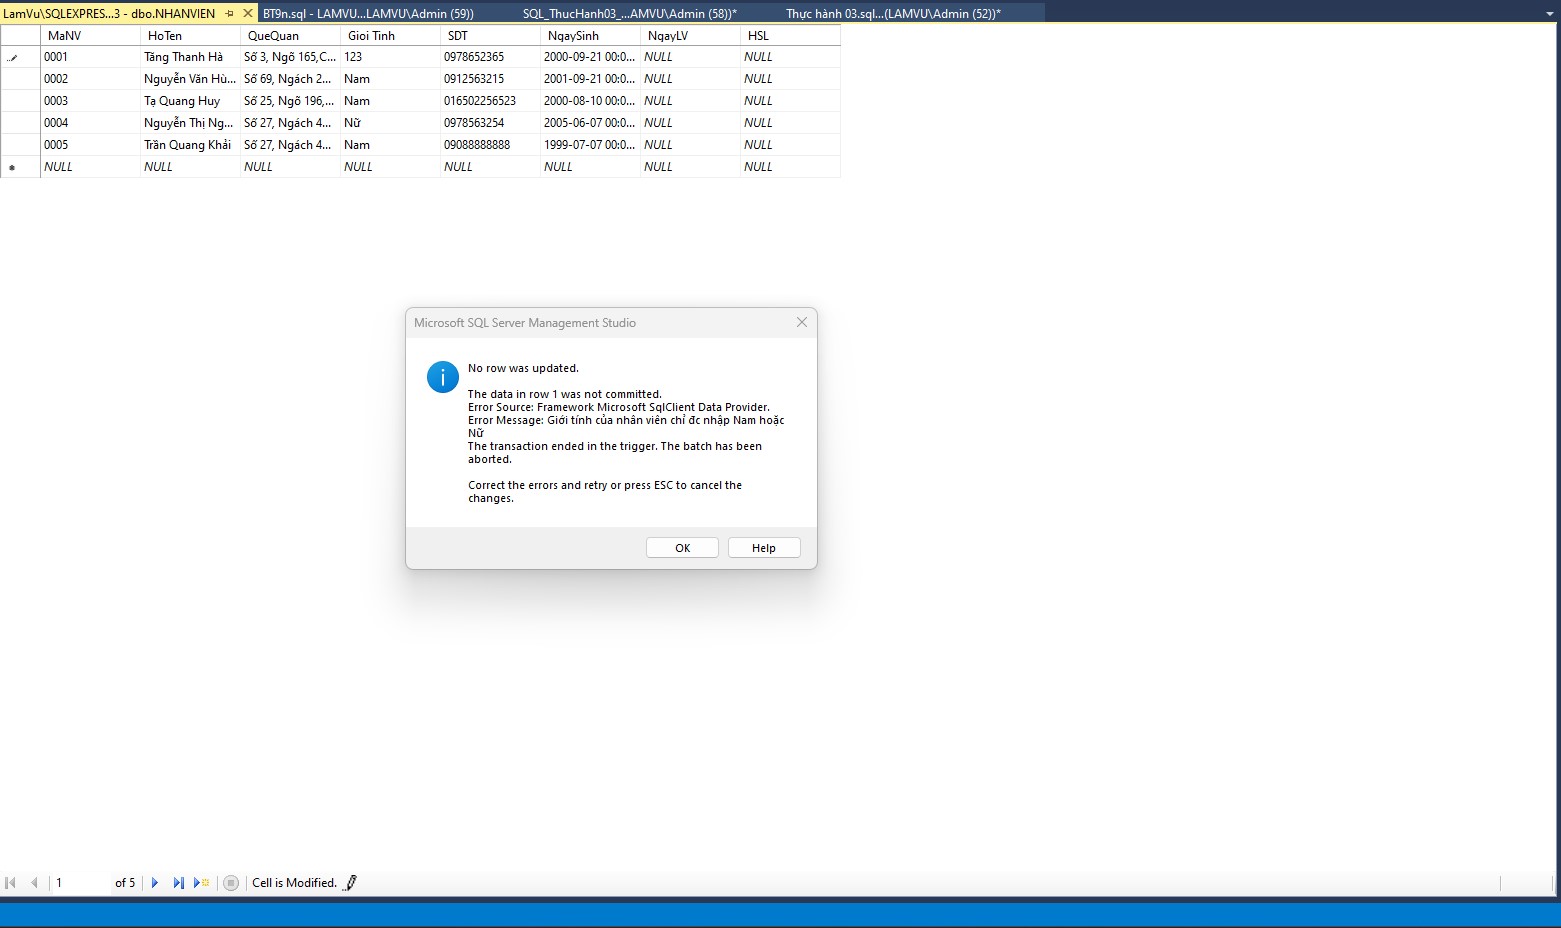 LamVu\SQLEXPRES...3 - dbo.NHANVIEN BT9n.sql - LAMVU...LAMVU\Admin (59)) SQL_ThucHanh03_...AMVU\Admin (58))* Thực hành 03.sql...(LAMVU\Admin (52))*
MaNV HoTen QueQuan Gioi Tinh SDT NgaySinh NgayLV HSL
0001 Tăng Thanh Hà Số 3, Ngõ 165,C... 123 0978652365 2000-09-21 00:0... NULL NULL
0002 Nguyễn Văn Hù... Số 69, Ngách 2... Nam 0912563215 2001-09-21 00:0... NULL NULL
0003 Tạ Quang Huy Số 25, Ngõ 196,... Nam 016502256523 2000-08-10 00:0... NULL NULL
0004 Nguyễn Thị Ng... Số 27, Ngách 4... Nữ 0978563254 2005-06-07 00:0... NULL NULL
0005 Trần Quang Khải Số 27, Ngách 4... Nam 09088888888 1999-07-07 00:0... NULL NULL
NULL NULL NULL NULL NULL NULL NULL NULL
Microsoft SQL Server Management Studio
No row was updated.
The data in row 1 was not committed.
Error Source: Framework Microsoft SqlClient Data Provider.
Error Message: Giới tính của nhân viên chỉ đc nhập Nam hoặc
Nữ
The transaction ended in the trigger. The batch has been
aborted.
Correct the errors and retry or press ESC to cancel the
changes.
OK Help
1 of 5 Cell is Modified.